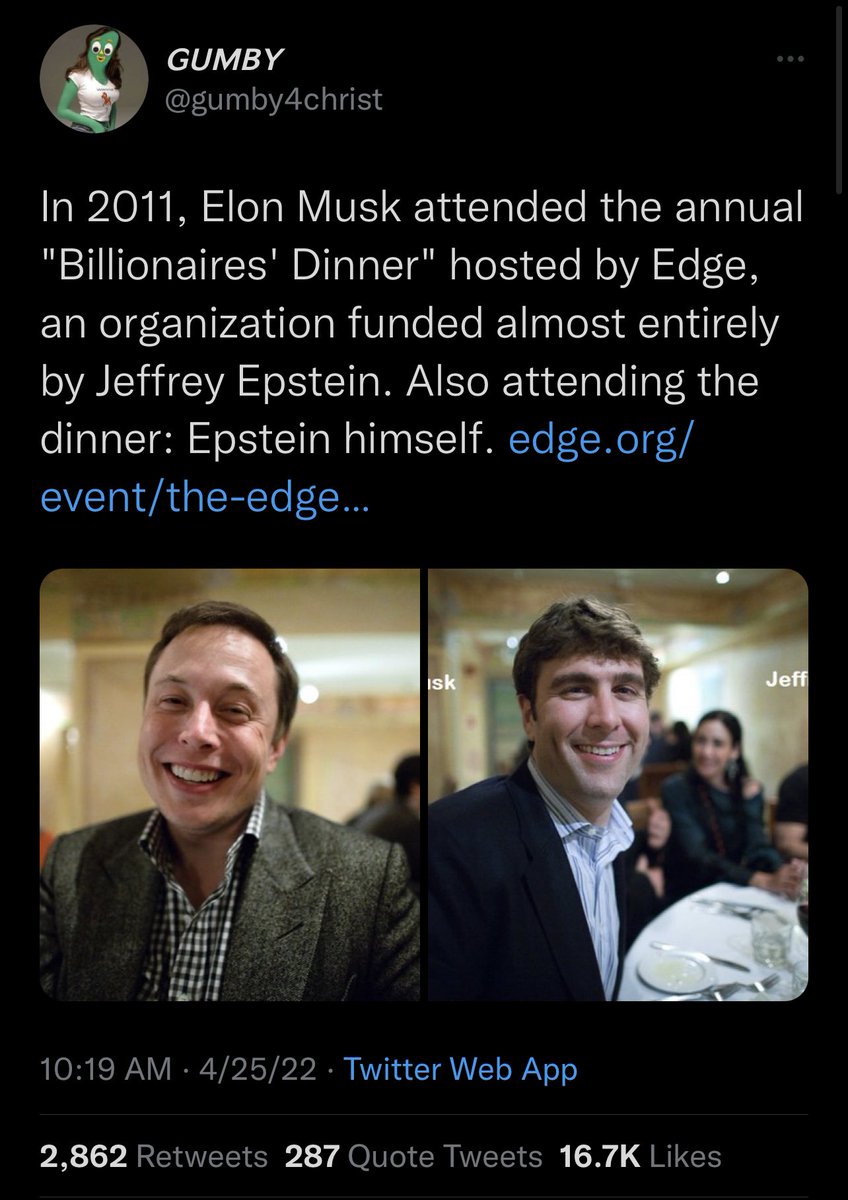 GUMBY
@gumby4christ
In 2011, Elon Musk attended the annual
"Billionaires' Dinner" hosted by Edge,
an organization funded almost entirely
by Jeffrey Epstein. Also attending the
dinner: Epstein himself. edge.org/
event/the-edge...
usk
Jeff
10:19 AM · 4/25/22 · Twitter Web App
2,862 Retweets 287 Quote Tweets 16.7K Likes